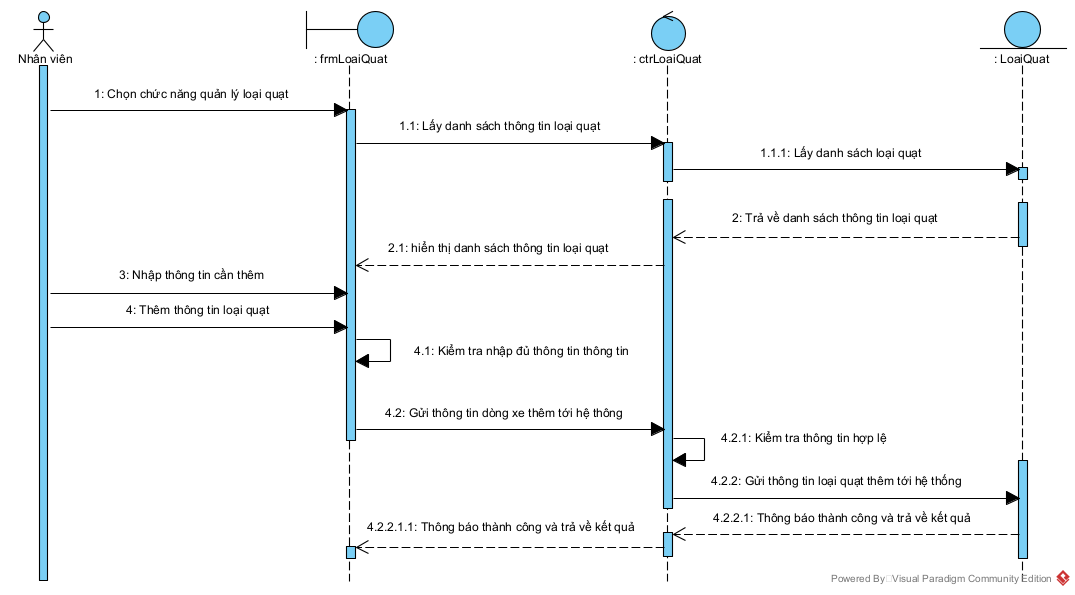 Nhân viên
: frmLoaiQuat
: ctrLoaiQuat
: LoaiQuat
1: Chọn chức năng quản lý loại quạt
1.1: Lấy danh sách thông tin loại quạt
1.1.1: Lấy danh sách loại quạt
2: Trả về danh sách thông tin loại quạt
2.1: hiển thị danh sách thông tin loại quạt
3: Nhập thông tin cần thêm
4: Thêm thông tin loại quạt
4.1: Kiểm tra nhập đủ thông tin thông tin
4.2: Gửi thông tin dòng xe thêm tới hệ thông
4.2.1: Kiểm tra thông tin hợp lệ
4.2.2: Gửi thông tin loại quạt thêm tới hệ thống
4.2.2.1: Thông báo thành công và trả về kết quả
4.2.2.1.1: Thông báo thành công và trả về kết quả
Powered By Visual Paradigm Community Edition